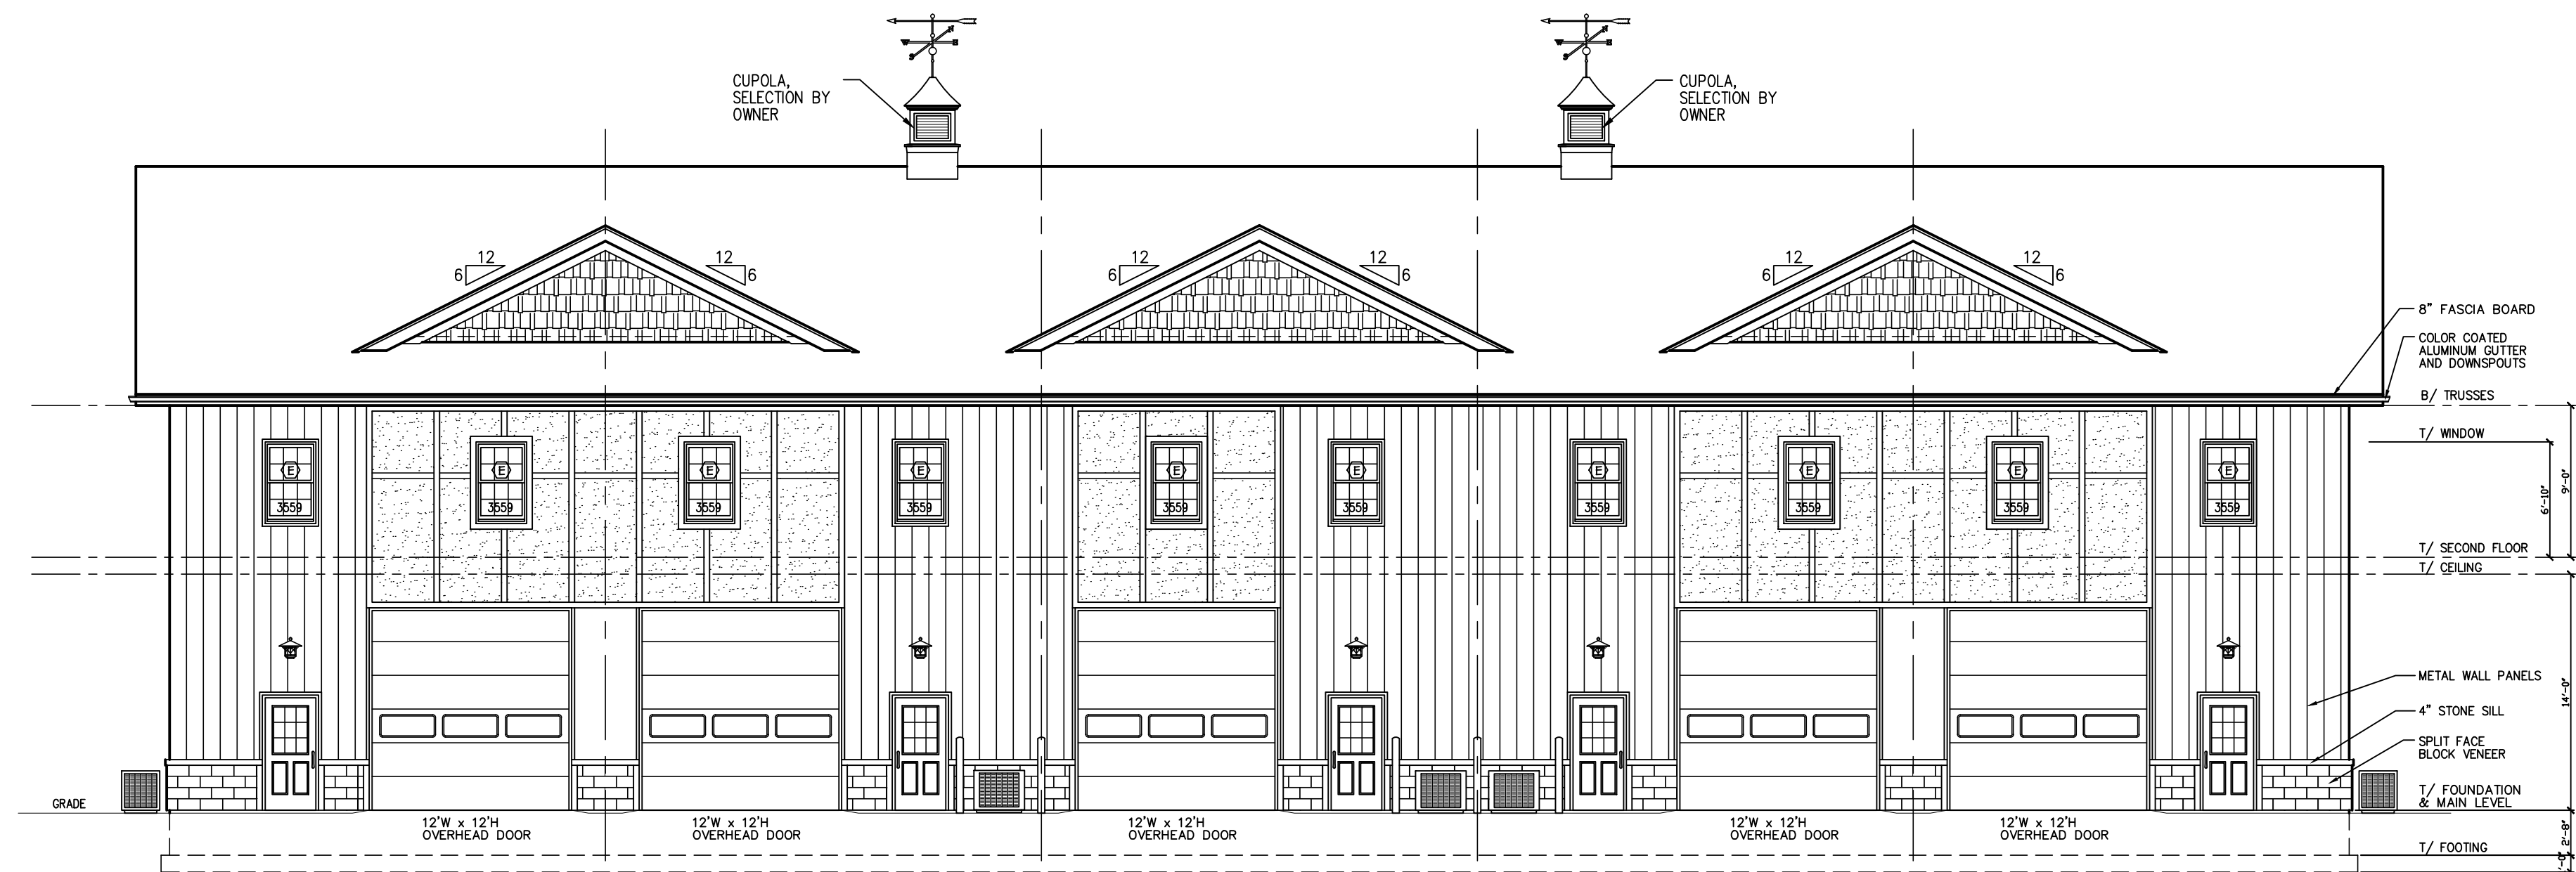 N
W E
S
N
W E
S
CUPOLA,
SELECTION BY
OWNER
CUPOLA,
SELECTION BY
OWNER
12
6
12
6
12
6
12
6
12
6
12
6
8" FASCIA BOARD
COLOR COATED
ALUMINUM GUTTER
AND DOWNSPOUTS
B/ TRUSSES
T/ WINDOW
E
3559
E
3559
E
3559
E
3559
E
3559
E
3559
E
3559
E
3559
E
3559
E
3559
6'-10"
9'-0"
T/ SECOND FLOOR
T/ CEILING
METAL WALL PANELS
14'-0"
4" STONE SILL
SPLIT FACE
BLOCK VENEER
GRADE
T/ FOUNDATION
& MAIN LEVEL
12'W x 12'H
OVERHEAD DOOR
12'W x 12'H
OVERHEAD DOOR
12'W x 12'H
OVERHEAD DOOR
12'W x 12'H
OVERHEAD DOOR
12'W x 12'H
OVERHEAD DOOR
2'-8"
T/ FOOTING